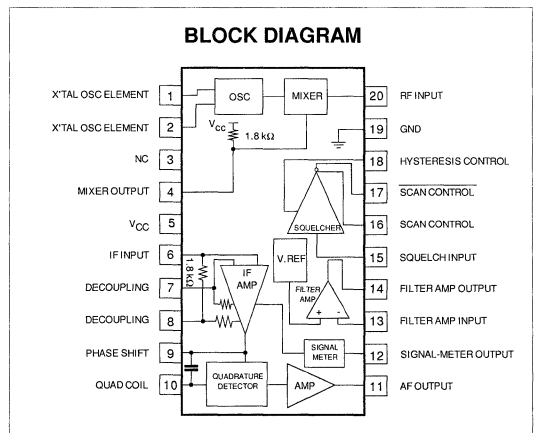 BLOCK DIAGRAM
X'TAL OSC ELEMENT 1
X'TAL OSC ELEMENT 2
NC 3
MIXER OUTPUT 4
VCC 5
IF INPUT 6
DECOUPLING 7
DECOUPLING 8
PHASE SHIFT 9
QUAD COIL 10
OSC
MIXER
VCC
1.8 kΩ
SQUELCHER
V.REF
1.8 kΩ
IF
AMP
FILTER
AMP
+ -
SIGNAL
METER
QUADRATURE
DETECTOR
AMP
20 RF INPUT
19 GND
18 HYSTERESIS CONTROL
17 SCAN CONTROL
16 SCAN CONTROL
15 SQUELCH INPUT
14 FILTER AMP OUTPUT
13 FILTER AMP INPUT
12 SIGNAL-METER OUTPUT
11 AF OUTPUT